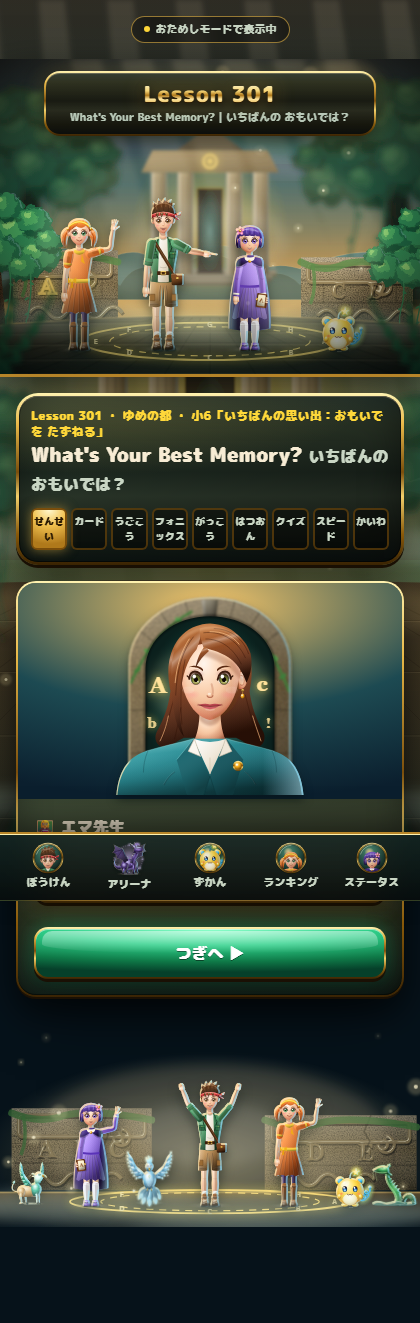 おためしモードで表示中
Lesson 301
What's Your Best Memory? | いちばんの おもいでは？
A
Lesson 301 ・ ゆめの都 ・ 小6「いちばんの思い出：おもいで
を たずねる」
What's Your Best Memory? いちばんの
おもいでは？
せんせ
い
カード
うごこ
う
フォニ
ックス
がっこ
う
はつお
ん
クイズ
スピー
ド
かいわ
A
c
b
!
エマ先生
ぼうけん
アリーナ
ずかん
ランキング
ステータス
つぎへ ▶